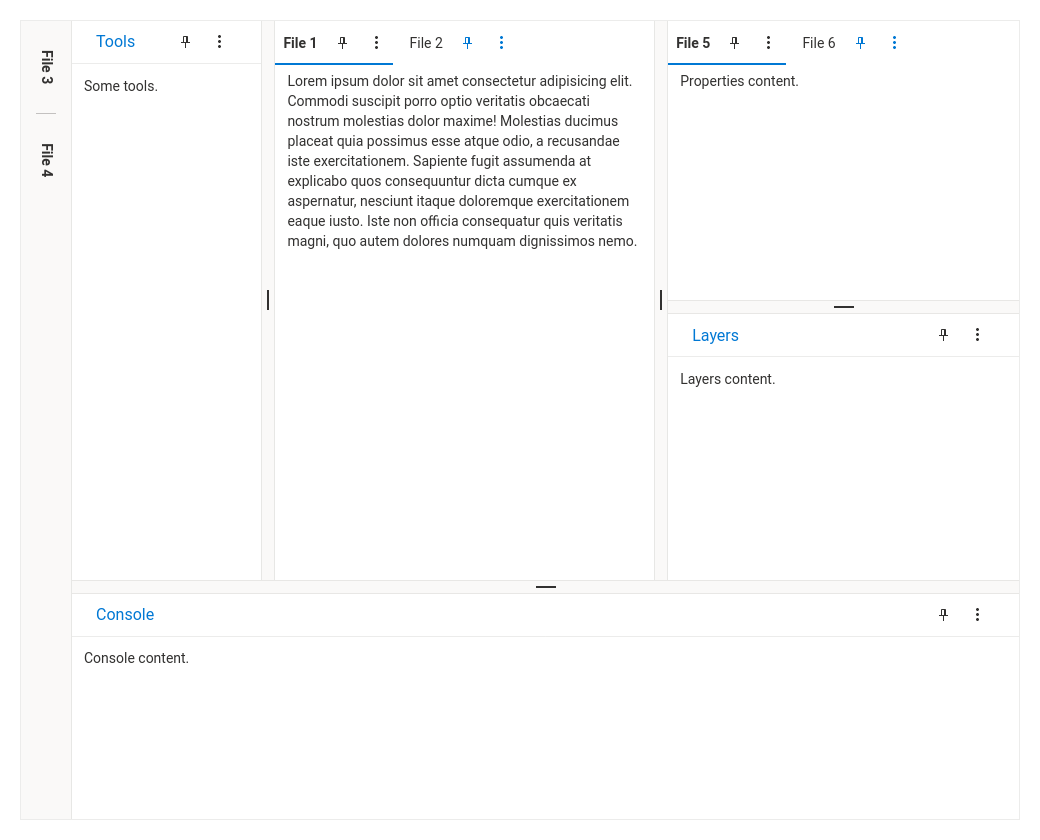 File 3
File 4
Tools
Some tools.
File 1
File 2
Lorem ipsum dolor sit amet consectetur adipisicing elit.
Commodi suscipit porro optio veritatis obcaecati
nostrum molestias dolor maxime! Molestias ducimus
placeat quia possimus esse atque odio, a recusandae
iste exercitationem. Sapiente fugit assumenda at
explicabo quos consequuntur dicta cumque ex
aspernatur, nesciunt itaque doloremque exercitationem
eaque iusto. Iste non officia consequatur quis veritatis
magni, quo autem dolores numquam dignissimos nemo.
File 5
File 6
Properties content.
Layers
Layers content.
Console
Console content.